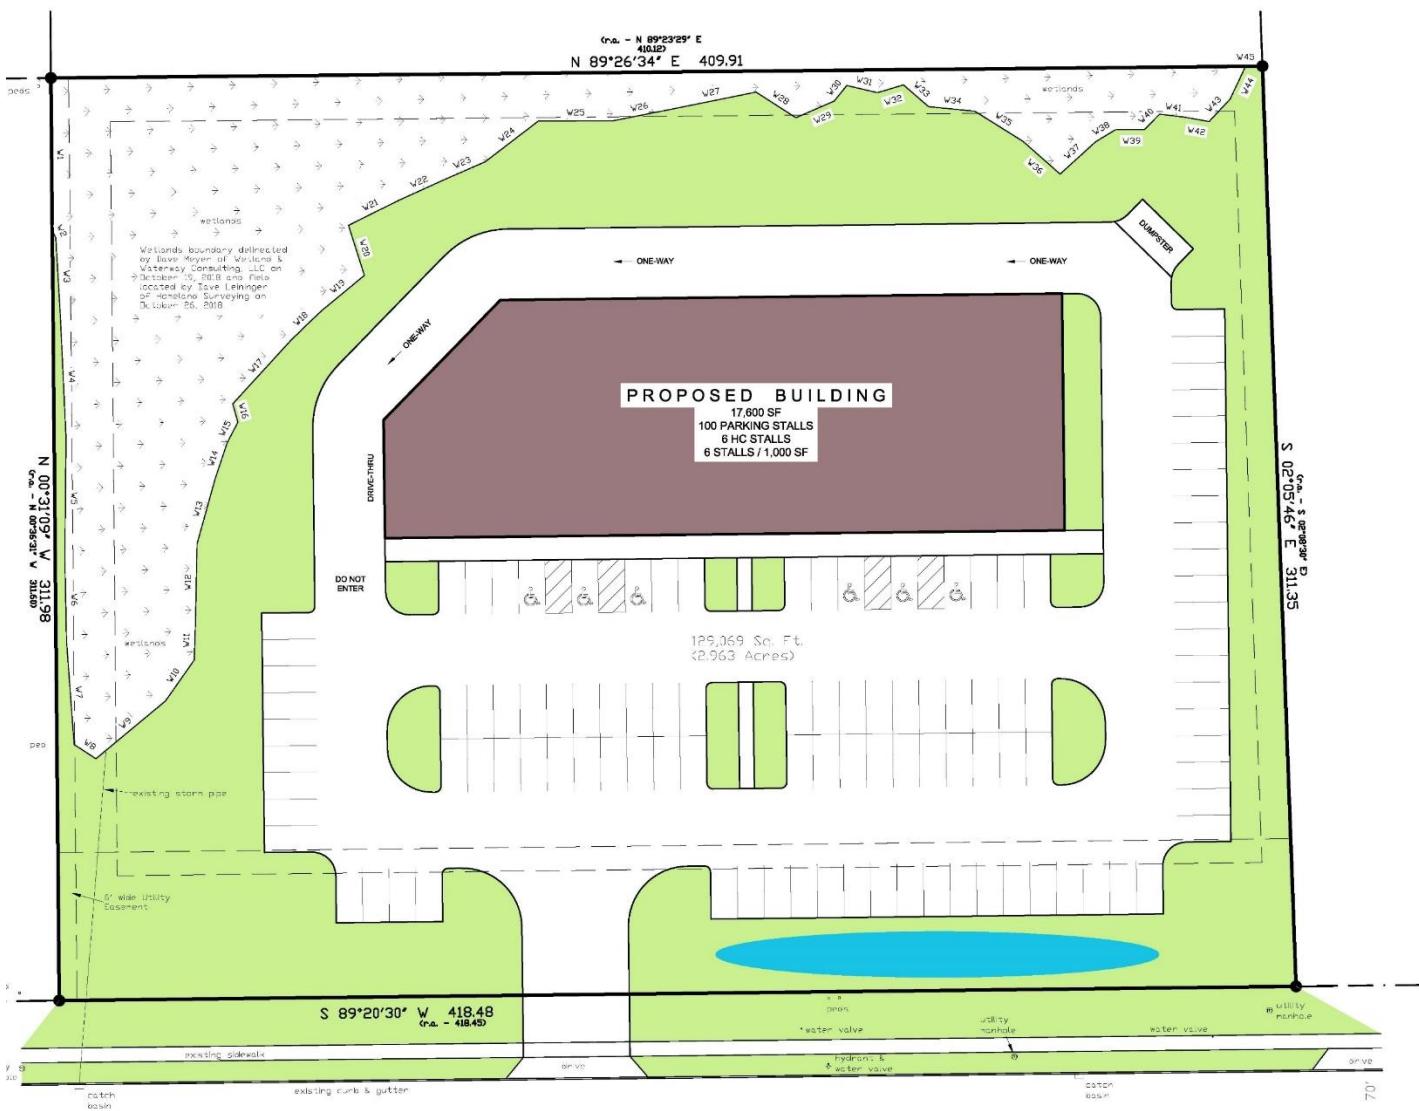 (r.a. - N 89°23'29" E
410.12)
N 89°26'34" E 409.91
W45
peds
W27
W31
W30
W32
W33
W44
wetlands
W28
W26
W25
W29
W34
W43
W41
W40
W42
W35
W38
W39
W24
W37
W36
W1
W23
W22
W21
W2
wetlands
W20
DUMPSTER
Wetlands boundary delineated
by Dave Meyer of Wetland &
Waterway Consulting, LLC on
October 19, 2018 and field
located by Dave Leininger
of Homeland Surveying on
October 26, 2018
W3
W19
ONE-WAY
ONE-WAY
W18
ONE-WAY
W17
W4
W16
PROPOSED BUILDING
17,600 SF
100 PARKING STALLS
6 HC STALLS
6 STALLS / 1,000 SF
W15
W14
DRIVE-THRU
W13
W5
N 00°31'09" W 311.98
S 02°05'46" E 311.35
(r.a. - S 02°08'30" E)
W12
DO NOT
ENTER
W6
W11
wetlands
129,069 Sq. Ft.
(2.963 Acres)
W10
W7
W9
W8
ped
existing storm pipe
6' wide Utility
Easement
S 89°20'30" W 418.48
(r.a. - 418.45)
peds
utility
manhole
water valve
utility
manhole
water valve
existing sidewalk
drive
hydrant &
water valve
drive
existing curb & gutter
catch
basin
catch
basin
70'